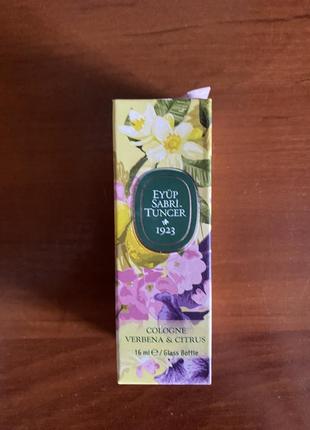 EYÜP
SABRİ
TUNCER
1923
COLOGNE
VERBENA & CITRUS
16 ml ℮ / Glass Bottle